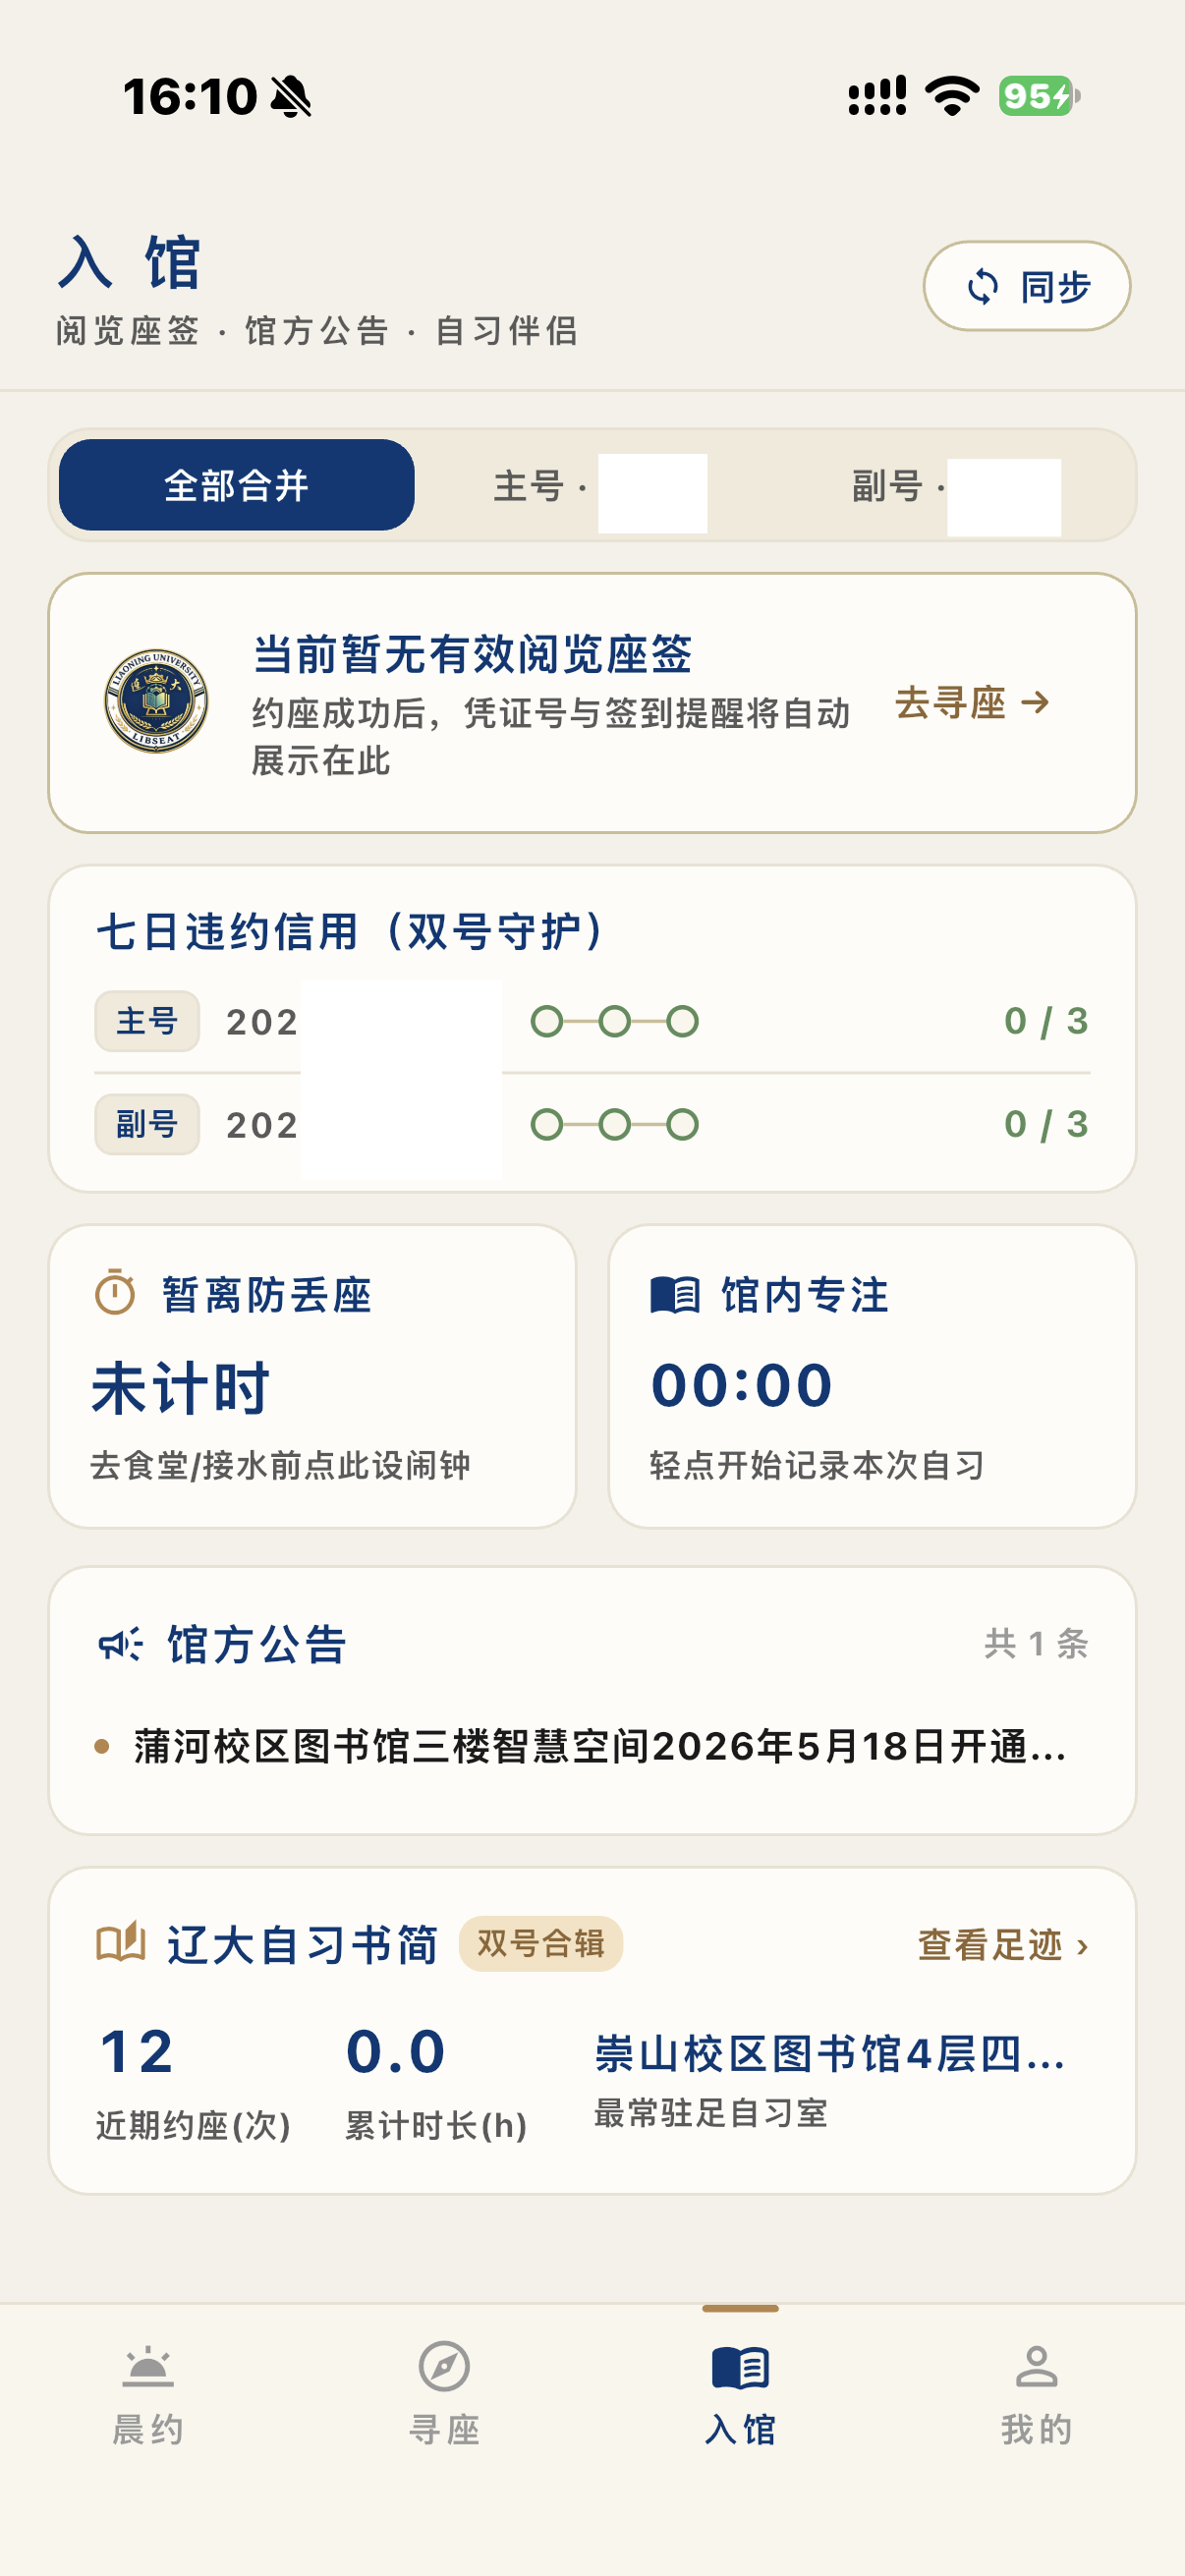 16:10
95
入 馆
阅览座签 · 馆方公告 · 自习伴侣
同步
全部合并
主号 ·
副号 ·
LIAONING UNIVERSITY
LIBSEAT
当前暂无有效阅览座签
约座成功后，凭证号与签到提醒将自动
展示在此
去寻座 →
七日违约信用（双号守护）
主号 202 0 / 3
副号 202 0 / 3
暂离防丢座
未计时
去食堂/接水前点此设闹钟
馆内专注
00:00
轻点开始记录本次自习
馆方公告
共 1 条
蒲河校区图书馆三楼智慧空间2026年5月18日开通...
辽大自习书简
双号合辑
查看足迹 ›
12
近期约座(次)
0.0
累计时长(h)
崇山校区图书馆4层四...
最常驻足自习室
晨约
寻座
入馆
我的